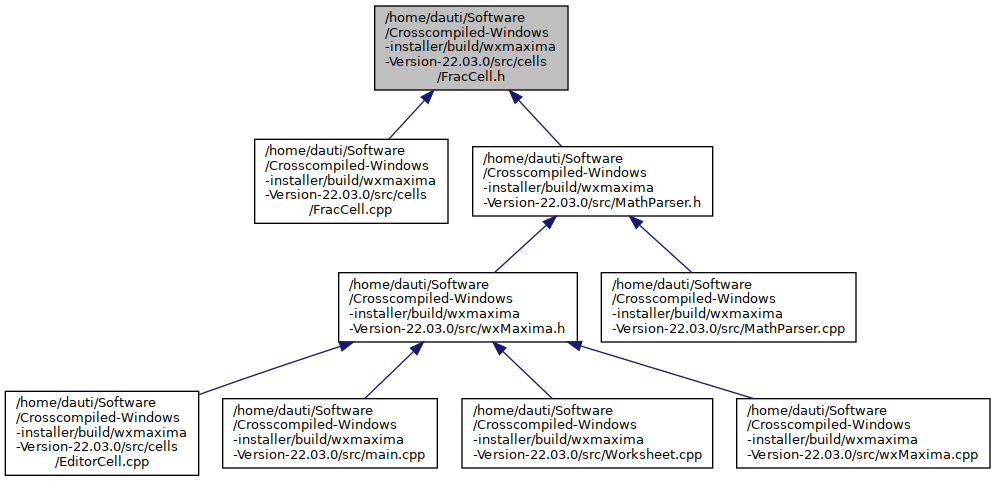 /home/dauti/Software
/Crosscompiled-Windows
-installer/build/wxmaxima
-Version-22.03.0/src/cells
/FracCell.h
/home/dauti/Software
/Crosscompiled-Windows
-installer/build/wxmaxima
-Version-22.03.0/src/cells
/FracCell.cpp
/home/dauti/Software
/Crosscompiled-Windows
-installer/build/wxmaxima
-Version-22.03.0/src/MathParser.h
/home/dauti/Software
/Crosscompiled-Windows
-installer/build/wxmaxima
-Version-22.03.0/src/wxMaxima.h
/home/dauti/Software
/Crosscompiled-Windows
-installer/build/wxmaxima
-Version-22.03.0/src/MathParser.cpp
/home/dauti/Software
/Crosscompiled-Windows
-installer/build/wxmaxima
-Version-22.03.0/src/cells
/EditorCell.cpp
/home/dauti/Software
/Crosscompiled-Windows
-installer/build/wxmaxima
-Version-22.03.0/src/main.cpp
/home/dauti/Software
/Crosscompiled-Windows
-installer/build/wxmaxima
-Version-22.03.0/src/Worksheet.cpp
/home/dauti/Software
/Crosscompiled-Windows
-installer/build/wxmaxima
-Version-22.03.0/src/wxMaxima.cpp